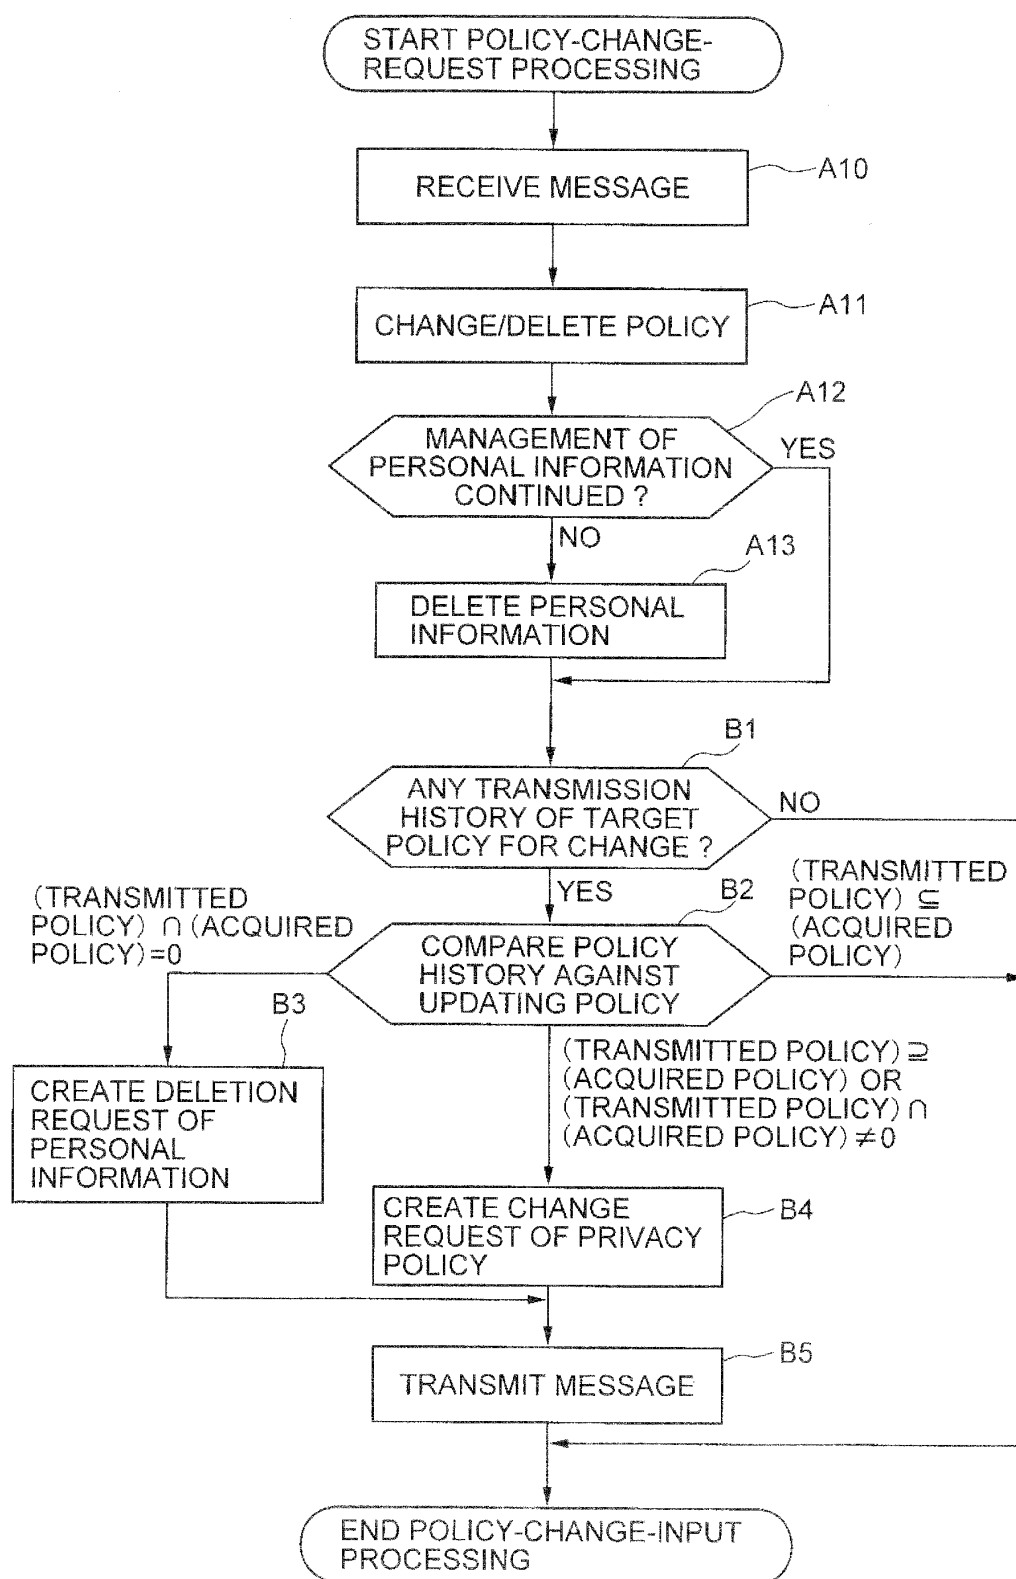 START POLICY-CHANGE-
REQUEST PROCESSING
RECEIVE MESSAGE
A10
CHANGE/DELETE POLICY
A11
A12
MANAGEMENT OF
PERSONAL INFORMATION
CONTINUED ?
YES
NO
A13
DELETE PERSONAL
INFORMATION
B1
ANY TRANSMISSION
HISTORY OF TARGET
POLICY FOR CHANGE ?
NO
YES
(TRANSMITTED
POLICY) ∩ (ACQUIRED
POLICY)=0
B2
COMPARE POLICY
HISTORY AGAINST
UPDATING POLICY
(TRANSMITTED
POLICY) ⊆
(ACQUIRED
POLICY)
B3
CREATE DELETION
REQUEST OF
PERSONAL
INFORMATION
(TRANSMITTED POLICY) ⊇
(ACQUIRED POLICY) OR
(TRANSMITTED POLICY) ∩
(ACQUIRED POLICY) ≠0
CREATE CHANGE
REQUEST OF PRIVACY
POLICY
B4
B5
TRANSMIT MESSAGE
END POLICY-CHANGE-INPUT
PROCESSING